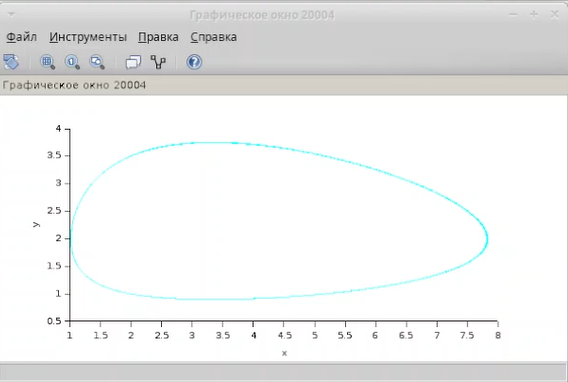 Графическое окно 20004
Файл Инструменты Правка Справка
Графическое окно 20004
4
3.5
3
2.5
y
2
1.5
1
0.5
1 1.5 2 2.5 3 3.5 4 4.5 5 5.5 6 6.5 7 7.5 8
x